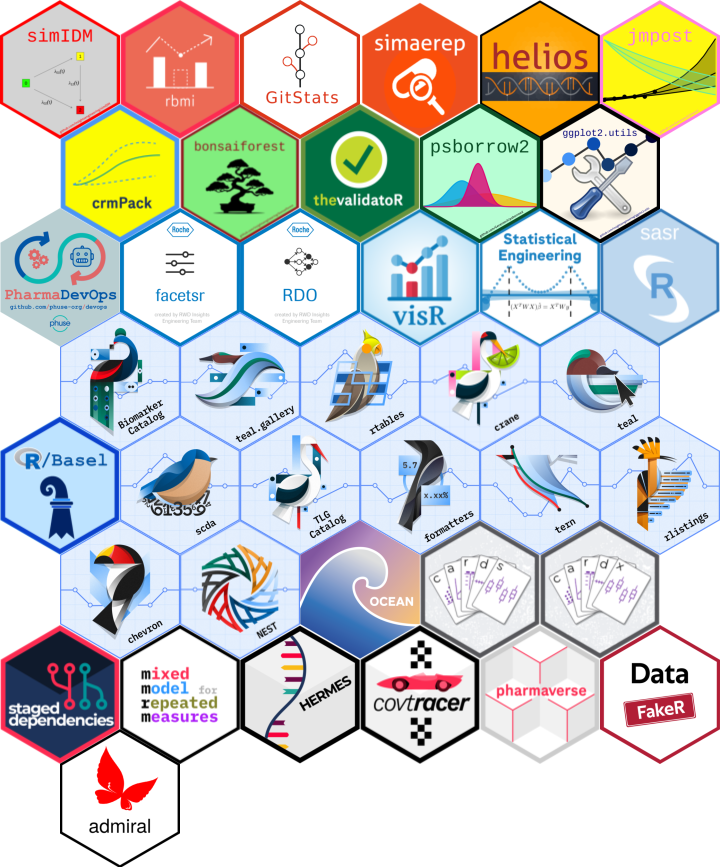 simIDM
rbmi
GitStats
simaerep
helios
jmpost
crmPack
bonsaiforest
thevalidatoR
psborrow2
ggplot2.utils
PharmaDevOps
github.com/phuse-org/devops
phuse
Roche
facetsr
created by RWD Insights
Engineering Team
Roche
RDO
created by RWD Insights
Engineering Team
visR
Statistical
Engineering
sasr
R
Biomarker
Catalog
teal.gallery
rtables
crane
teal
R/Basel
scda
TLG
Catalog
5.7
x.xx%
formatters
tern
rlistings
chevron
NEST
OCEAN
cards
cardx
staged
dependencies
mixed
model for
repeated
measures
HERMES
covtracer
pharmaverse
Data
FakeR
admiral